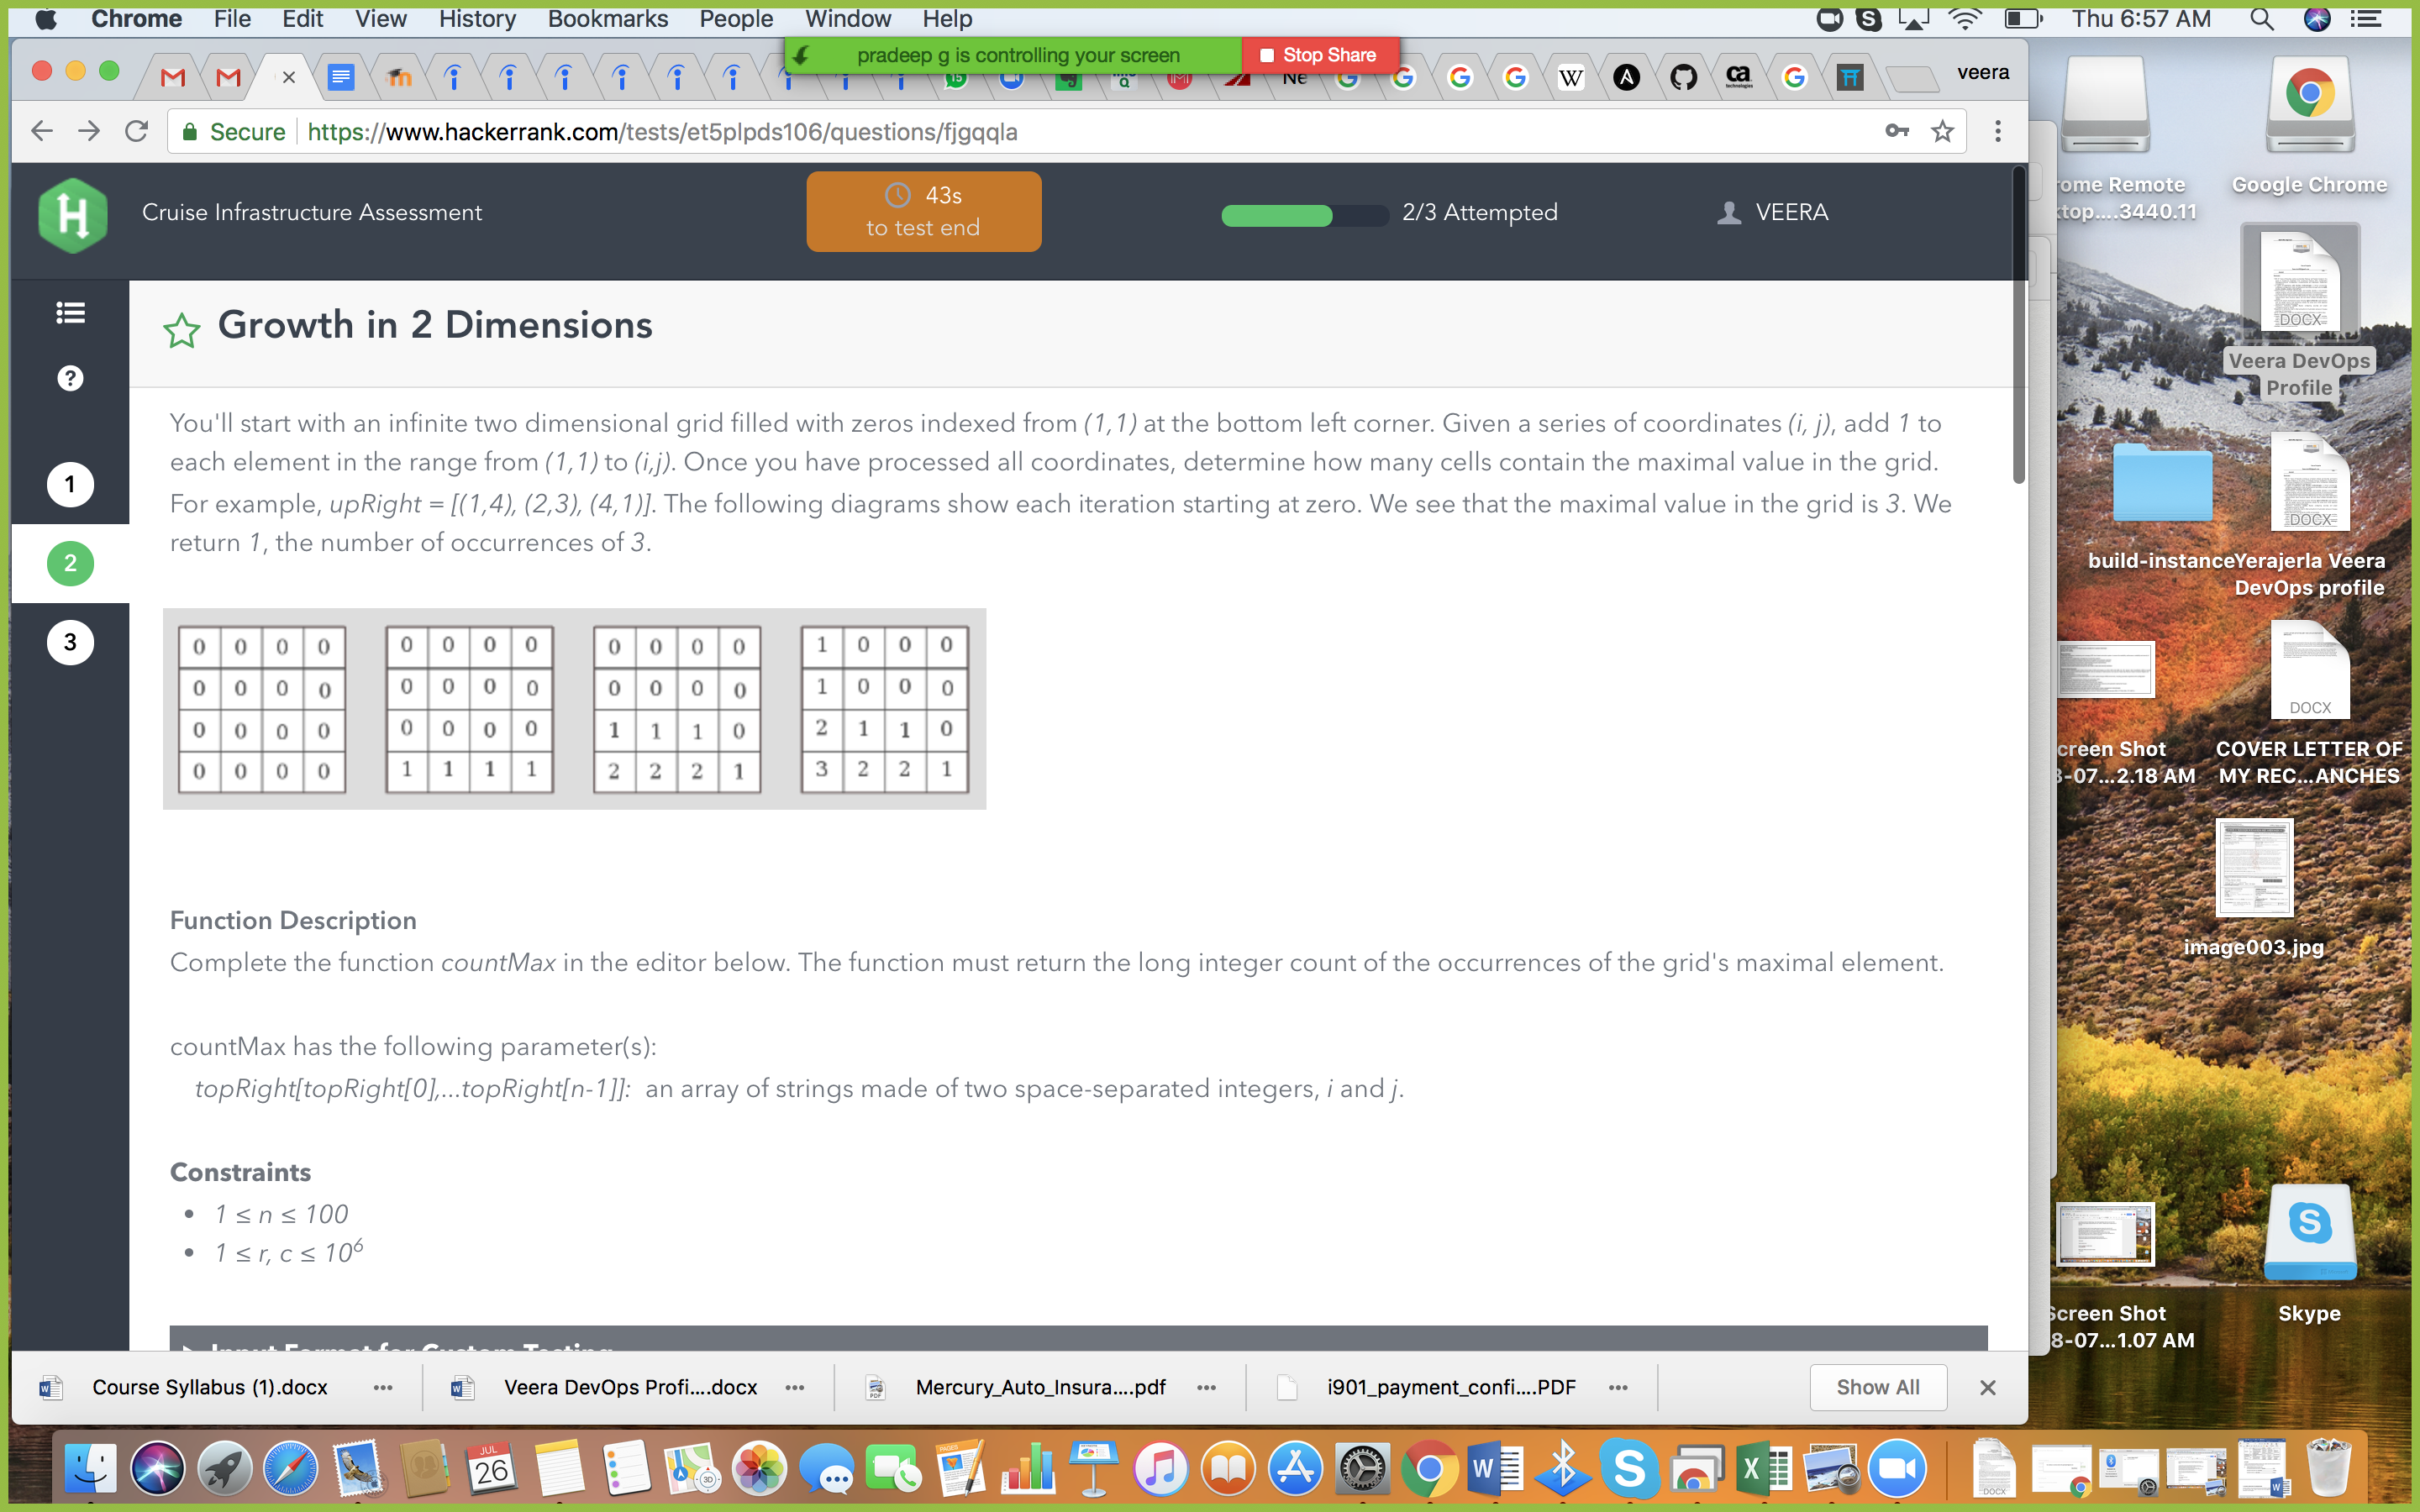 Chrome File Edit View History Bookmarks People Window Help Thu 6:57 AM
pradeep g is controlling your screen Stop Share
veera
Secure https://www.hackerrank.com/tests/et5plpds106/questions/fjgqqla
Cruise Infrastructure Assessment
43s
to test end
2/3 Attempted
VEERA
Growth in 2 Dimensions
1
2
3
You'll start with an infinite two dimensional grid filled with zeros indexed from (1,1) at the bottom left corner. Given a series of coordinates (i, j), add 1 to
each element in the range from (1,1) to (i,j). Once you have processed all coordinates, determine how many cells contain the maximal value in the grid.
For example, upRight = [(1,4), (2,3), (4,1)]. The following diagrams show each iteration starting at zero. We see that the maximal value in the grid is 3. We
return 1, the number of occurrences of 3.
0 0 0 0 0 0 0 0 0 0 0 0 1 0 0 0
0 0 0 0 0 0 0 0 0 0 0 0 1 0 0 0
0 0 0 0 0 0 0 0 1 1 1 0 2 1 1 0
0 0 0 0 1 1 1 1 2 2 2 1 3 2 2 1
Function Description
Complete the function countMax in the editor below. The function must return the long integer count of the occurrences of the grid's maximal element.
countMax has the following parameter(s):
topRight[topRight[0],...topRight[n-1]]: an array of strings made of two space-separated integers, i and j.
Constraints
• 1 ≤ n ≤ 100
• 1 ≤ r, c ≤ 10⁶
Input Format for Custom Testing
Course Syllabus (1).docx
Veera DevOps Profi....docx
Mercury_Auto_Insura....pdf
i901_payment_confi....PDF
Show All
ome Remote
top....3440.11
Google Chrome
DOCX
Veera DevOps
Profile
build-instance
DOCX
Yerajerla Veera
DevOps profile
creen Shot
-07...2.18 AM
DOCX
COVER LETTER OF
MY REC...ANCHES
image003.jpg
Screen Shot
8-07...1.07 AM
Skype
JUL
26
PAGES
3D
DOCX